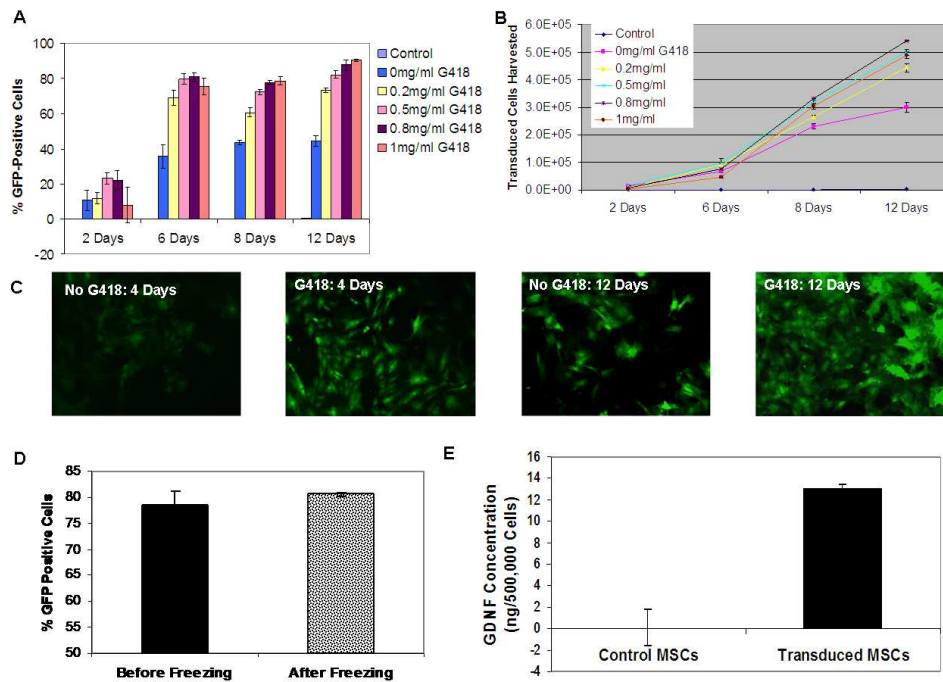 A
% GFP-Positive Cells
100
80
60
40
20
0
-20
2 Days
6 Days
8 Days
12 Days
Control
0mg/ml G418
0.2mg/ml G418
0.5mg/ml G418
0.8mg/ml G418
1mg/ml G418
B
Transduced Cells Harvested
6.0E+05
5.0E+05
4.0E+05
3.0E+05
2.0E+05
1.0E+05
0.0E+00
2 Days
6 Days
8 Days
12 Days
Control
0mg/ml G418
0.2mg/ml
0.5mg/ml
0.8mg/ml
1mg/ml
C
No G418: 4 Days
G418: 4 Days
No G418: 12 Days
G418: 12 Days
D
% GFP Positive Cells
85
80
75
70
65
60
55
50
Before Freezing
After Freezing
E
GDNF Concentration
(ng/500,000 Cells)
16
14
12
10
8
6
4
2
0
-2
-4
Control MSCs
Transduced MSCs